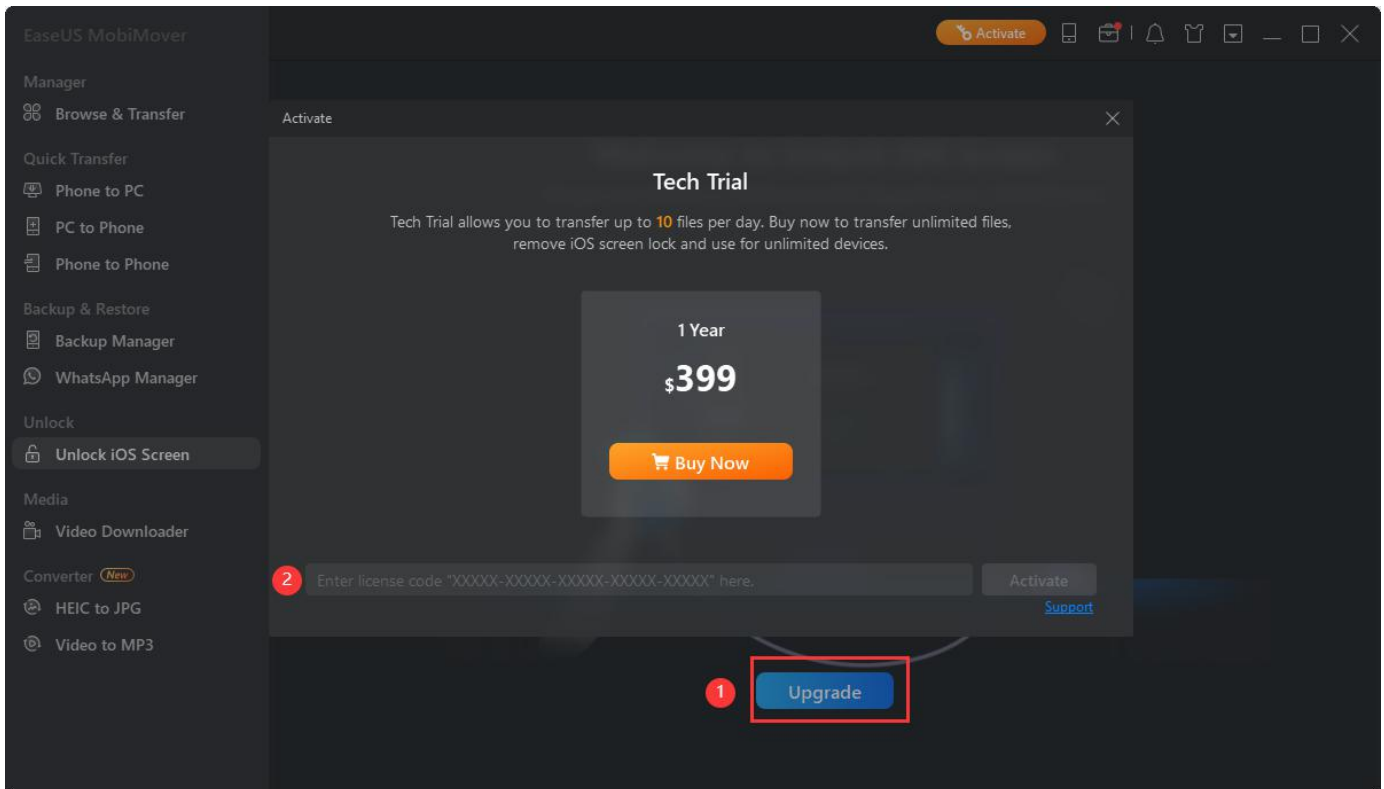 EaseUS MobiMover
Activate
Manager
Browse & Transfer
Quick Transfer
Phone to PC
PC to Phone
Phone to Phone
Backup & Restore
Backup Manager
WhatsApp Manager
Unlock
Unlock iOS Screen
Media
Video Downloader
Converter New
HEIC to JPG
Video to MP3
Activate
Tech Trial
Tech Trial allows you to transfer up to 10 files per day. Buy now to transfer unlimited files,
remove iOS screen lock and use for unlimited devices.
1 Year
$399
Buy Now
2 Enter license code "XXXXX-XXXXX-XXXXX-XXXXX-XXXXX" here. Activate
Support
1 Upgrade